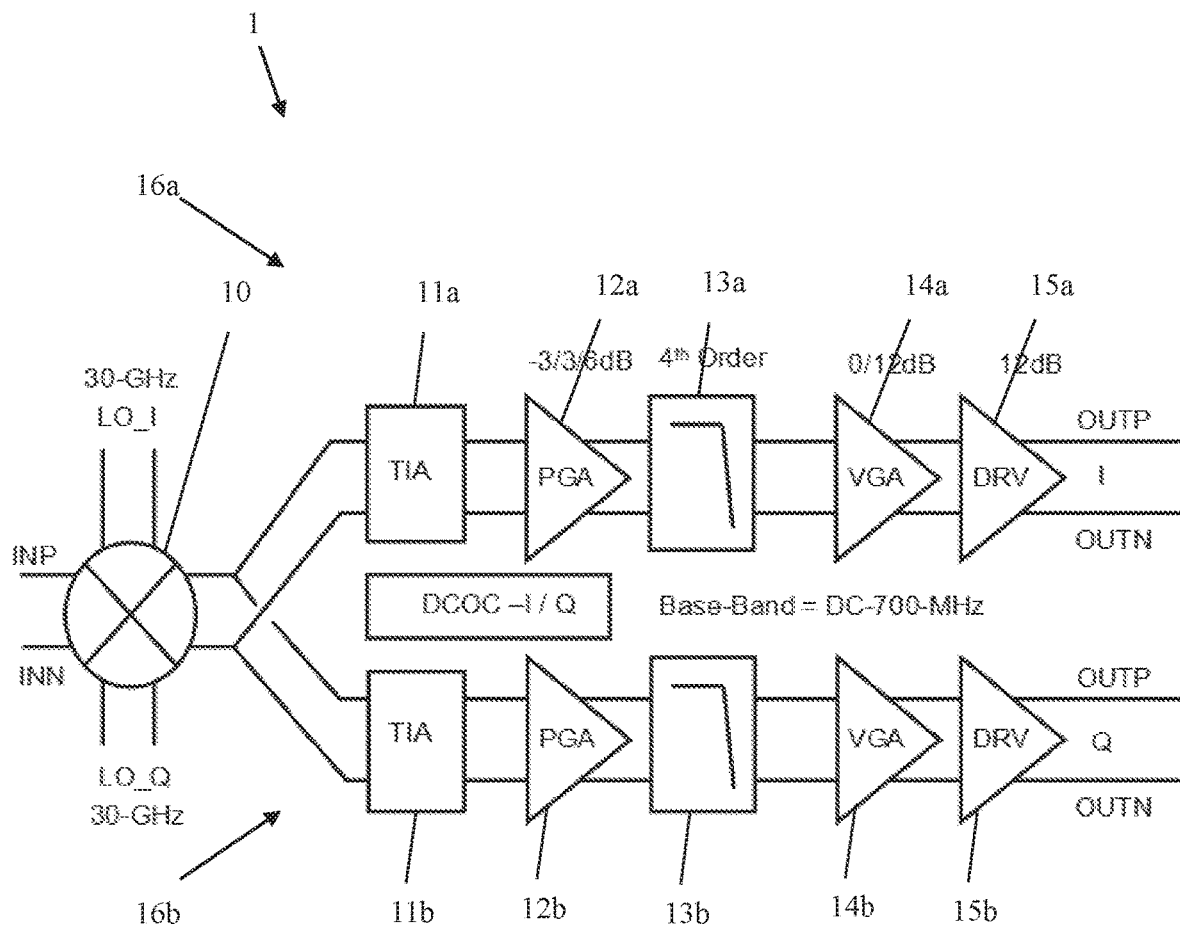 1
16a
10
11a
12a
13a
14a
15a
-3/3/6dB
4th Order
0/12dB
12dB
30-GHz
LO_I
OUTP
TIA
PGA
VGA
DRV
I
OUTN
INP
DCOC –I / Q
Base-Band = DC-700-MHz
INN
OUTP
TIA
PGA
VGA
DRV
Q
LO_Q
30-GHz
OUTN
16b
11b
12b
13b
14b
15b